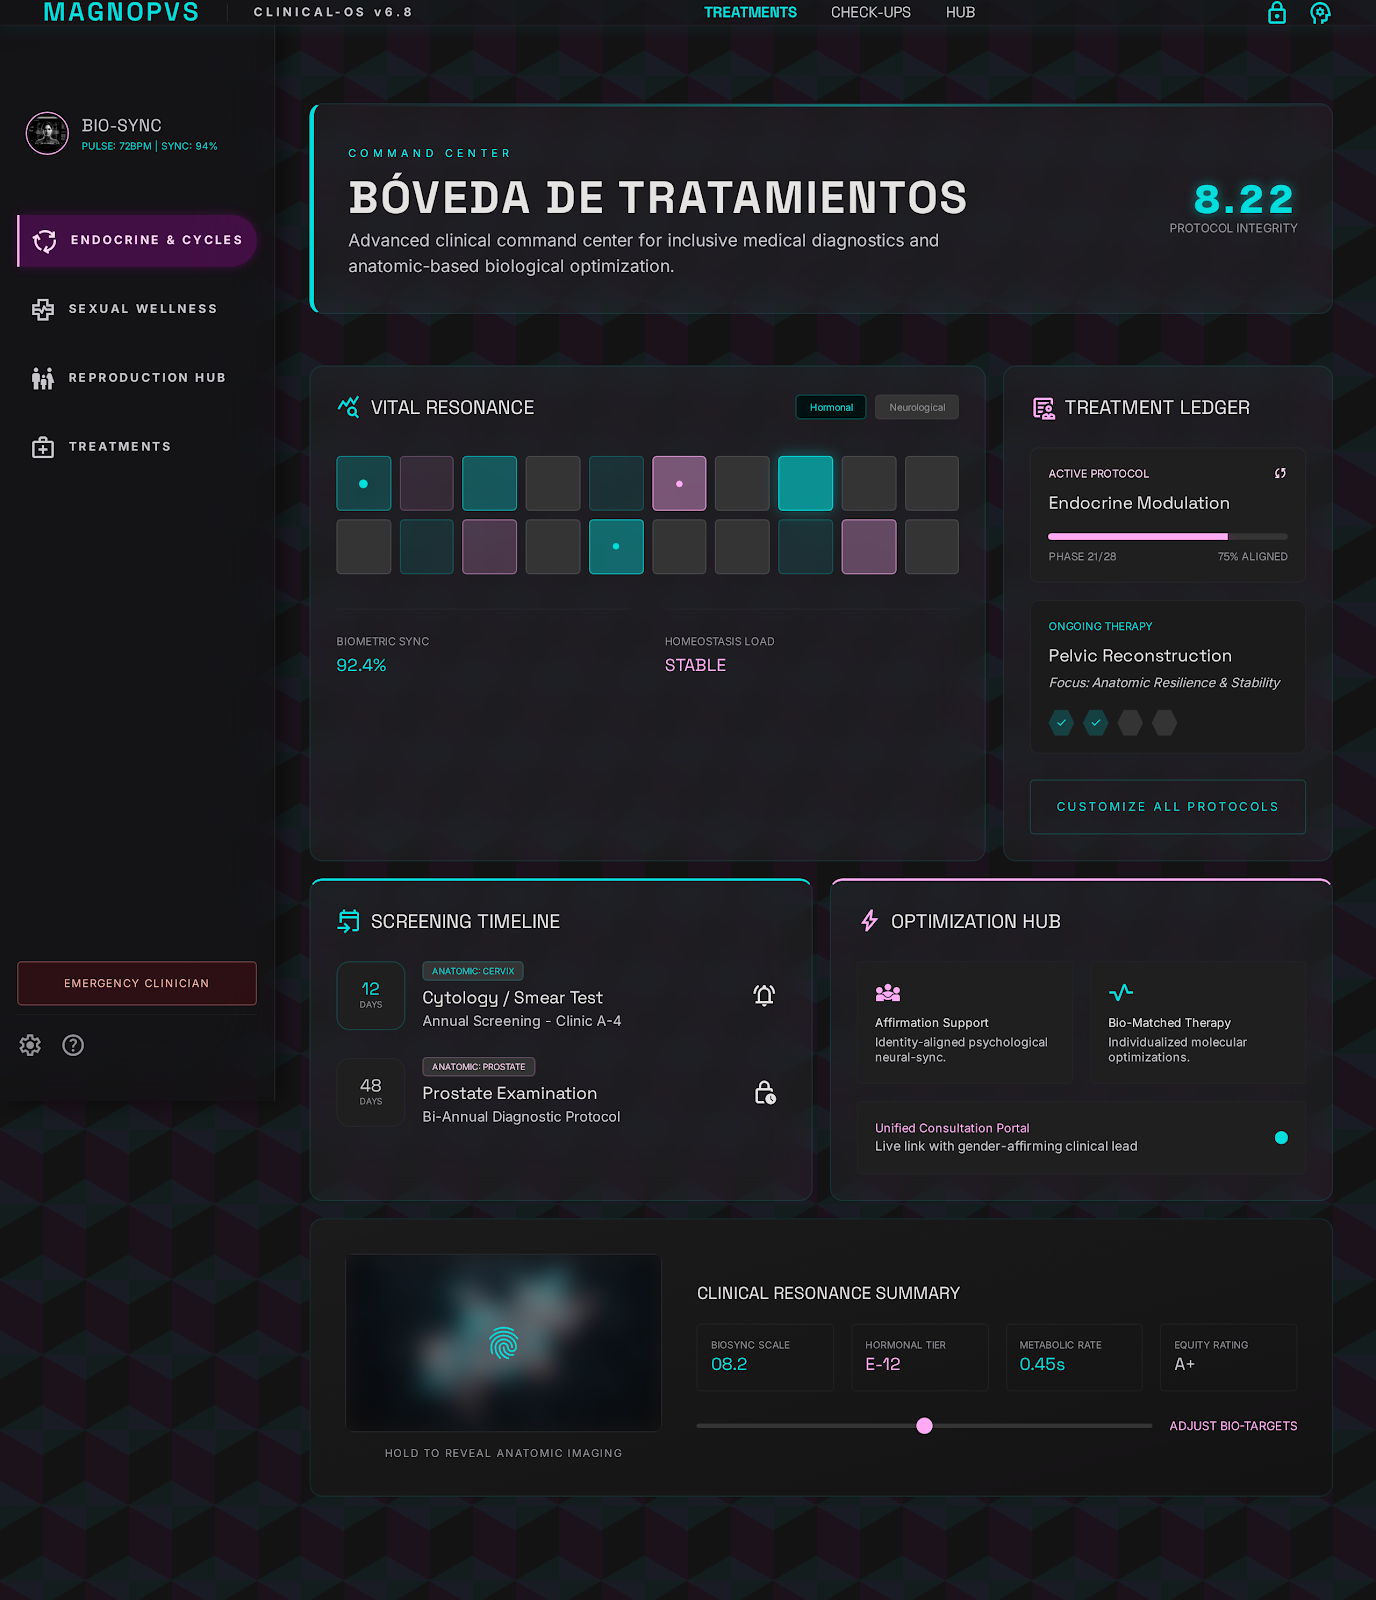 MAGNOPVS
CLINICAL-OS v6.8
TREATMENTS
CHECK-UPS
HUB
BIO-SYNC
PULSE: 72BPM | SYNC: 94%
ENDOCRINE & CYCLES
SEXUAL WELLNESS
REPRODUCTION HUB
TREATMENTS
EMERGENCY CLINICIAN
COMMAND CENTER
BÓVEDA DE TRATAMIENTOS
Advanced clinical command center for inclusive medical diagnostics and
anatomic-based biological optimization.
8.22
PROTOCOL INTEGRITY
VITAL RESONANCE
Hormonal
Neurological
BIOMETRIC SYNC
92.4%
HOMEOSTASIS LOAD
STABLE
TREATMENT LEDGER
ACTIVE PROTOCOL
Endocrine Modulation
PHASE 21/28
75% ALIGNED
ONGOING THERAPY
Pelvic Reconstruction
Focus: Anatomic Resilience & Stability
CUSTOMIZE ALL PROTOCOLS
SCREENING TIMELINE
12
DAYS
ANATOMIC: CERVIX
Cytology / Smear Test
Annual Screening - Clinic A-4
48
DAYS
ANATOMIC: PROSTATE
Prostate Examination
Bi-Annual Diagnostic Protocol
OPTIMIZATION HUB
Affirmation Support
Identity-aligned psychological
neural-sync.
Bio-Matched Therapy
Individualized molecular
optimizations.
Unified Consultation Portal
Live link with gender-affirming clinical lead
HOLD TO REVEAL ANATOMIC IMAGING
CLINICAL RESONANCE SUMMARY
BIOSYNC SCALE
08.2
HORMONAL TIER
E-12
METABOLIC RATE
0.45s
EQUITY RATING
A+
ADJUST BIO-TARGETS